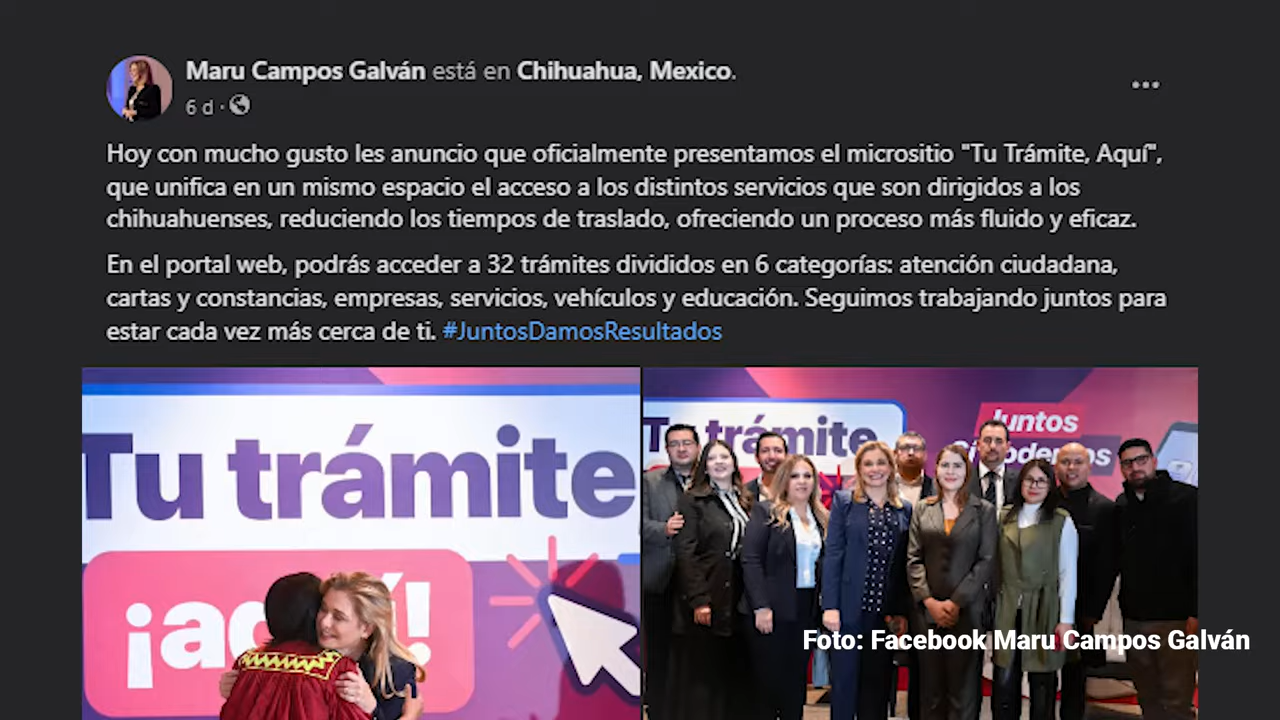 Maru Campos Galván está en Chihuahua, Mexico.
6 d ·
Hoy con mucho gusto les anuncio que oficialmente presentamos el micrositio "Tu Trámite, Aquí",
que unifica en un mismo espacio el acceso a los distintos servicios que son dirigidos a los
chihuahuenses, reduciendo los tiempos de traslado, ofreciendo un proceso más fluido y eficaz.
En el portal web, podrás acceder a 32 trámites divididos en 6 categorías: atención ciudadana,
cartas y constancias, empresas, servicios, vehículos y educación. Seguimos trabajando juntos para
estar cada vez más cerca de ti. #JuntosDamosResultados
Tu trámite
¡aquí!
Tu trámite
Juntos
Foto: Facebook Maru Campos Galván